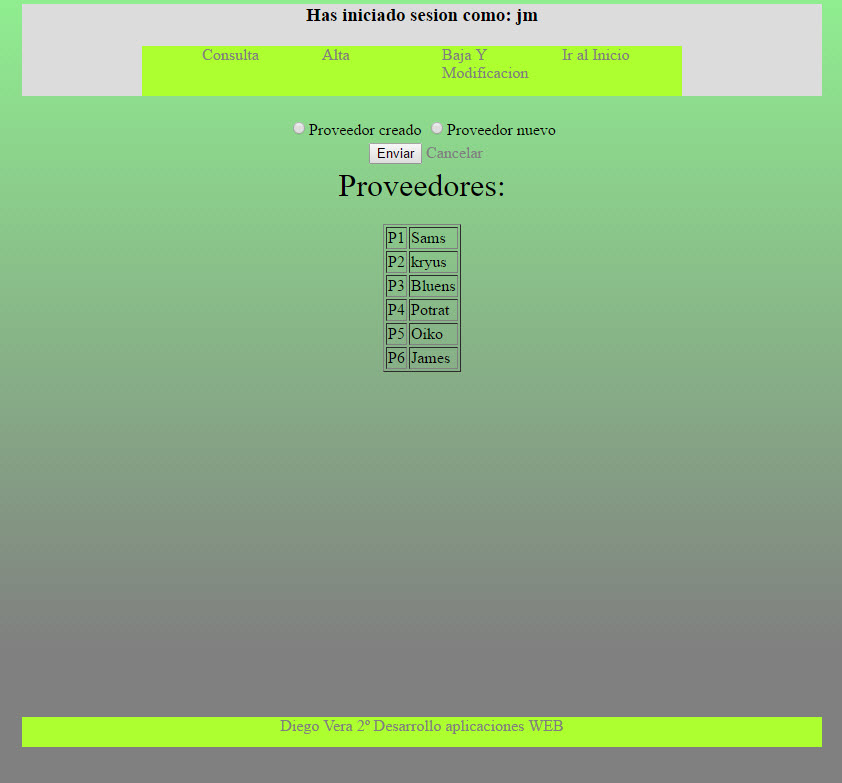 Has iniciado sesion como: jm
Consulta Alta Baja Y Modificacion Ir al Inicio
Proveedor creado Proveedor nuevo
Enviar Cancelar
Proveedores:
P1 Sams
P2 kryus
P3 Bluens
P4 Potrat
P5 Oiko
P6 James
Diego Vera 2º Desarrollo aplicaciones WEB